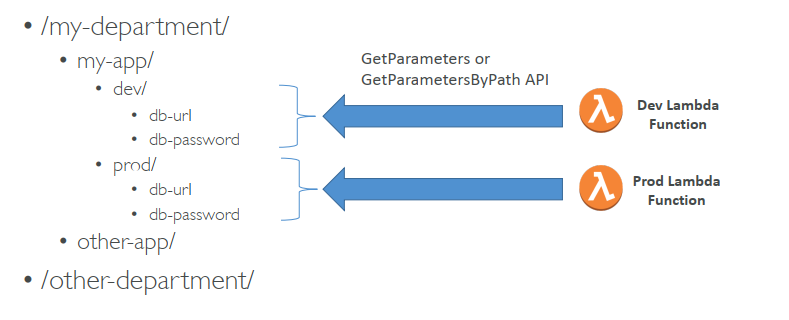 • /my-department/
• my-app/
• dev/
• db-url
• db-password
• prod/
• db-url
• db-password
• other-app/
• /other-department/
GetParameters or
GetParametersByPath API
Dev Lambda
Function
Prod Lambda
Function